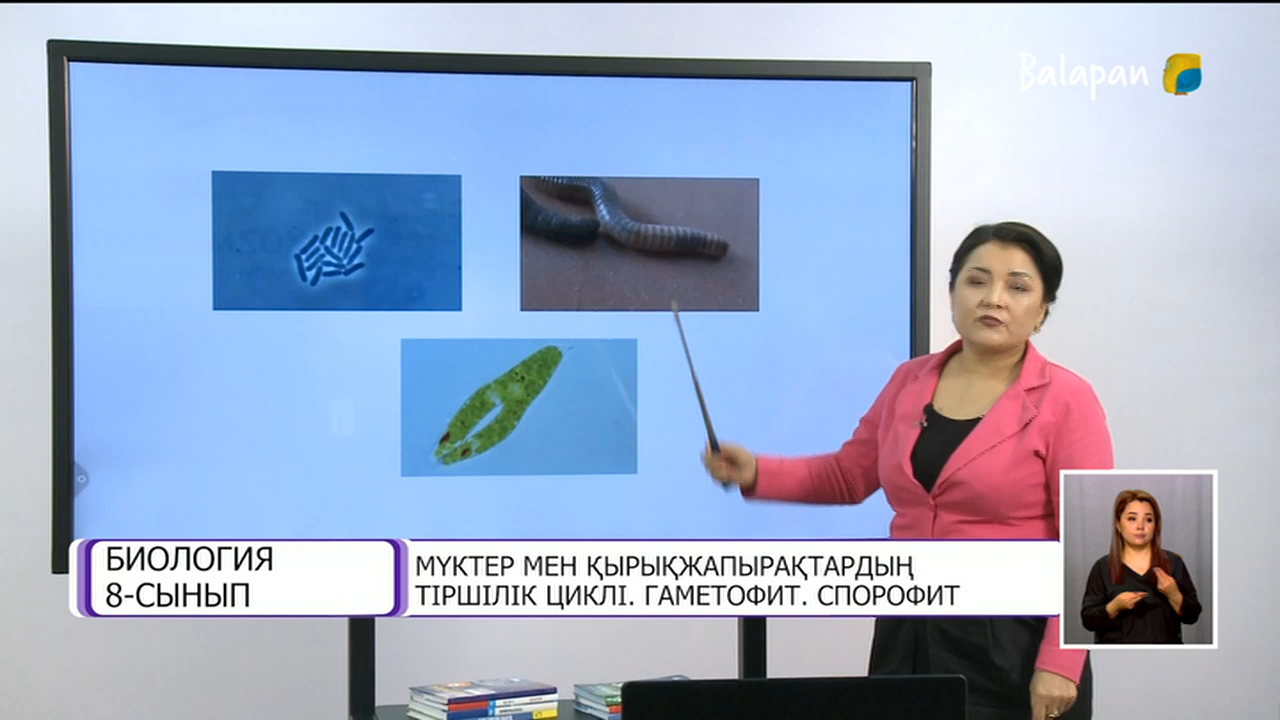 Balapan
БИОЛОГИЯ
8-СЫНЫП
МҮКТЕР МЕН ҚЫРЫҚЖАПЫРАҚТАРДЫҢ
ТІРШІЛІК ЦИКЛІ. ГАМЕТОФИТ. СПОРОФИТ